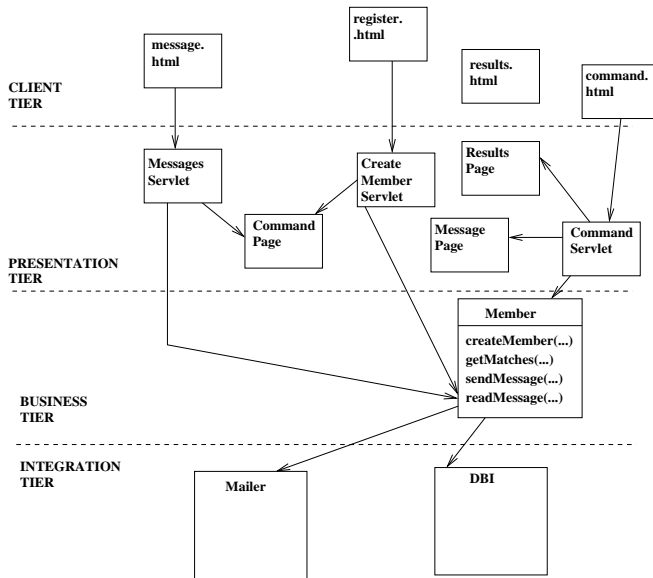 message.
html
register.
.html
results.
html
command.
html
CLIENT
TIER
Messages
Servlet
Create
Member
Servlet
Results
Page
Command
Page
Message
Page
Command
Servlet
PRESENTATION
TIER
Member
createMember(...)
getMatches(...)
sendMessage(...)
readMessage(...)
BUSINESS
TIER
INTEGRATION
TIER
Mailer
DBI